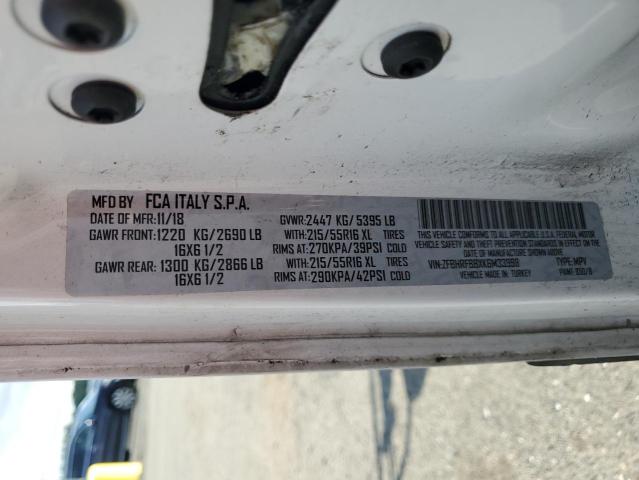 MFD BY FCA ITALY S.P.A.
DATE OF MFR:11/18 GVWR:2447 KG/5395 LB
GAWR FRONT:1220 KG/2690 LB WITH:215/55R16 XL TIRES
16X6 1/2 RIMS AT:270KPA/39PSI COLD
GAWR REAR: 1300 KG/2866 LB WITH:215/55R16 XL TIRES
16X6 1/2 RIMS AT:290KPA/42PSI COLD
THIS VEHICLE CONFORMS TO ALL APPLICABLE U.S.A. FEDERAL MOTOR
VEHICLE SAFETY STANDARDS IN EFFECT ON THE DATE
OF MANUFACTURE SHOWN ABOVE
TYPE:MPV
VEHICLE MADE IN: TURKEY